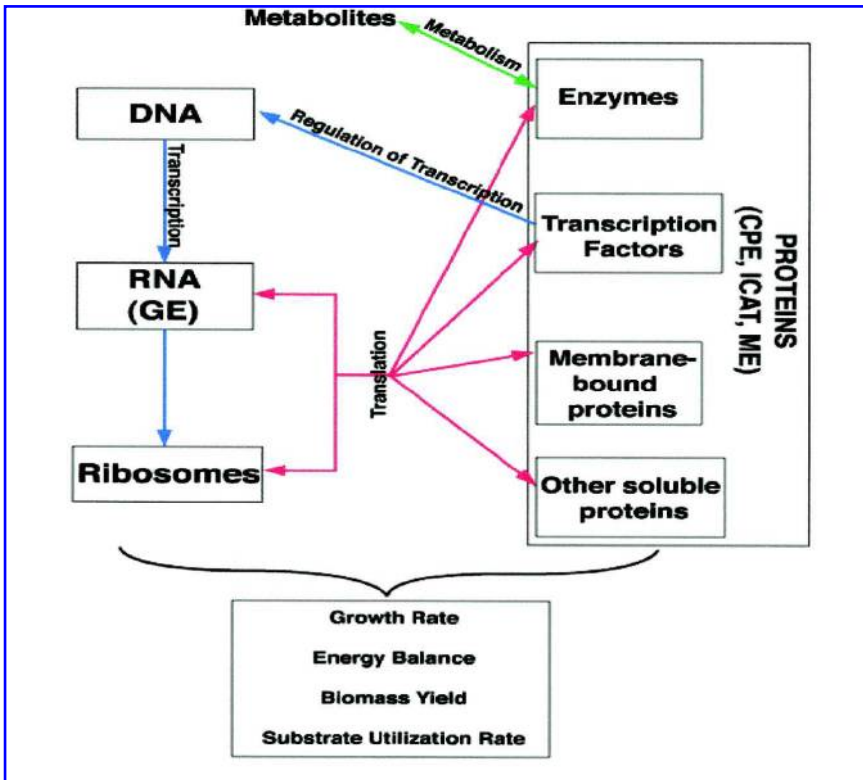 Metabolites
Metabolism
DNA
Regulation of Transcription
Transcription
RNA
(GE)
Ribosomes
Translation
Enzymes
Transcription
Factors
Membrane-
bound
proteins
Other soluble
proteins
PROTEINS
(CPE, ICAT, ME)
Growth Rate
Energy Balance
Biomass Yield
Substrate Utilization Rate